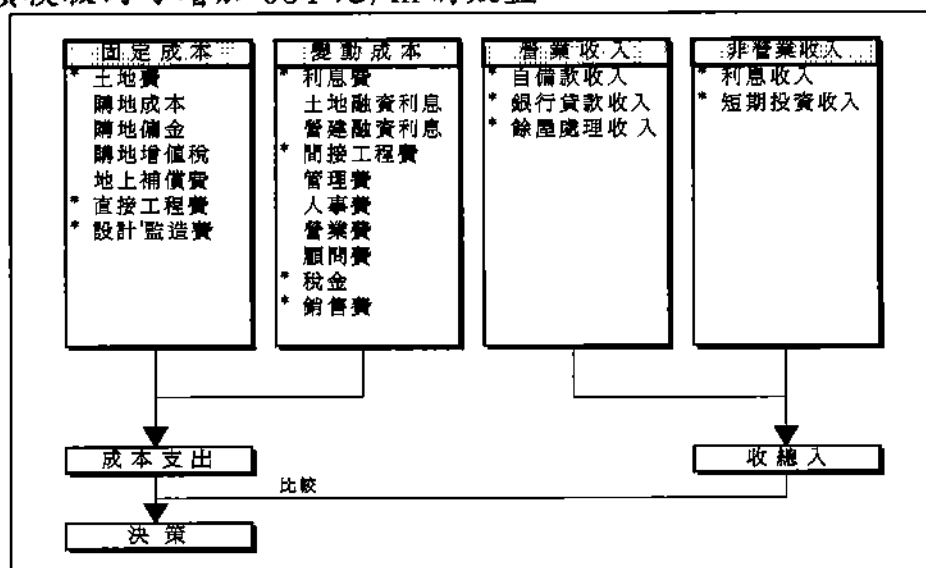 固定成本
* 土地費
購地成本
購地傭金
購地增值稅
地上補償費
* 直接工程費
* 設計'監造費
變動成本
* 利息費
土地融資利息
營建融資利息
* 間接工程費
管理費
人事費
營業費
顧問費
* 稅金
* 銷售費
營業收入
* 自備款收入
* 銀行貸款收入
* 餘屋處理收入
非營業收入
* 利息收入
* 短期投資收入
成本支出
收總入
比較
決策